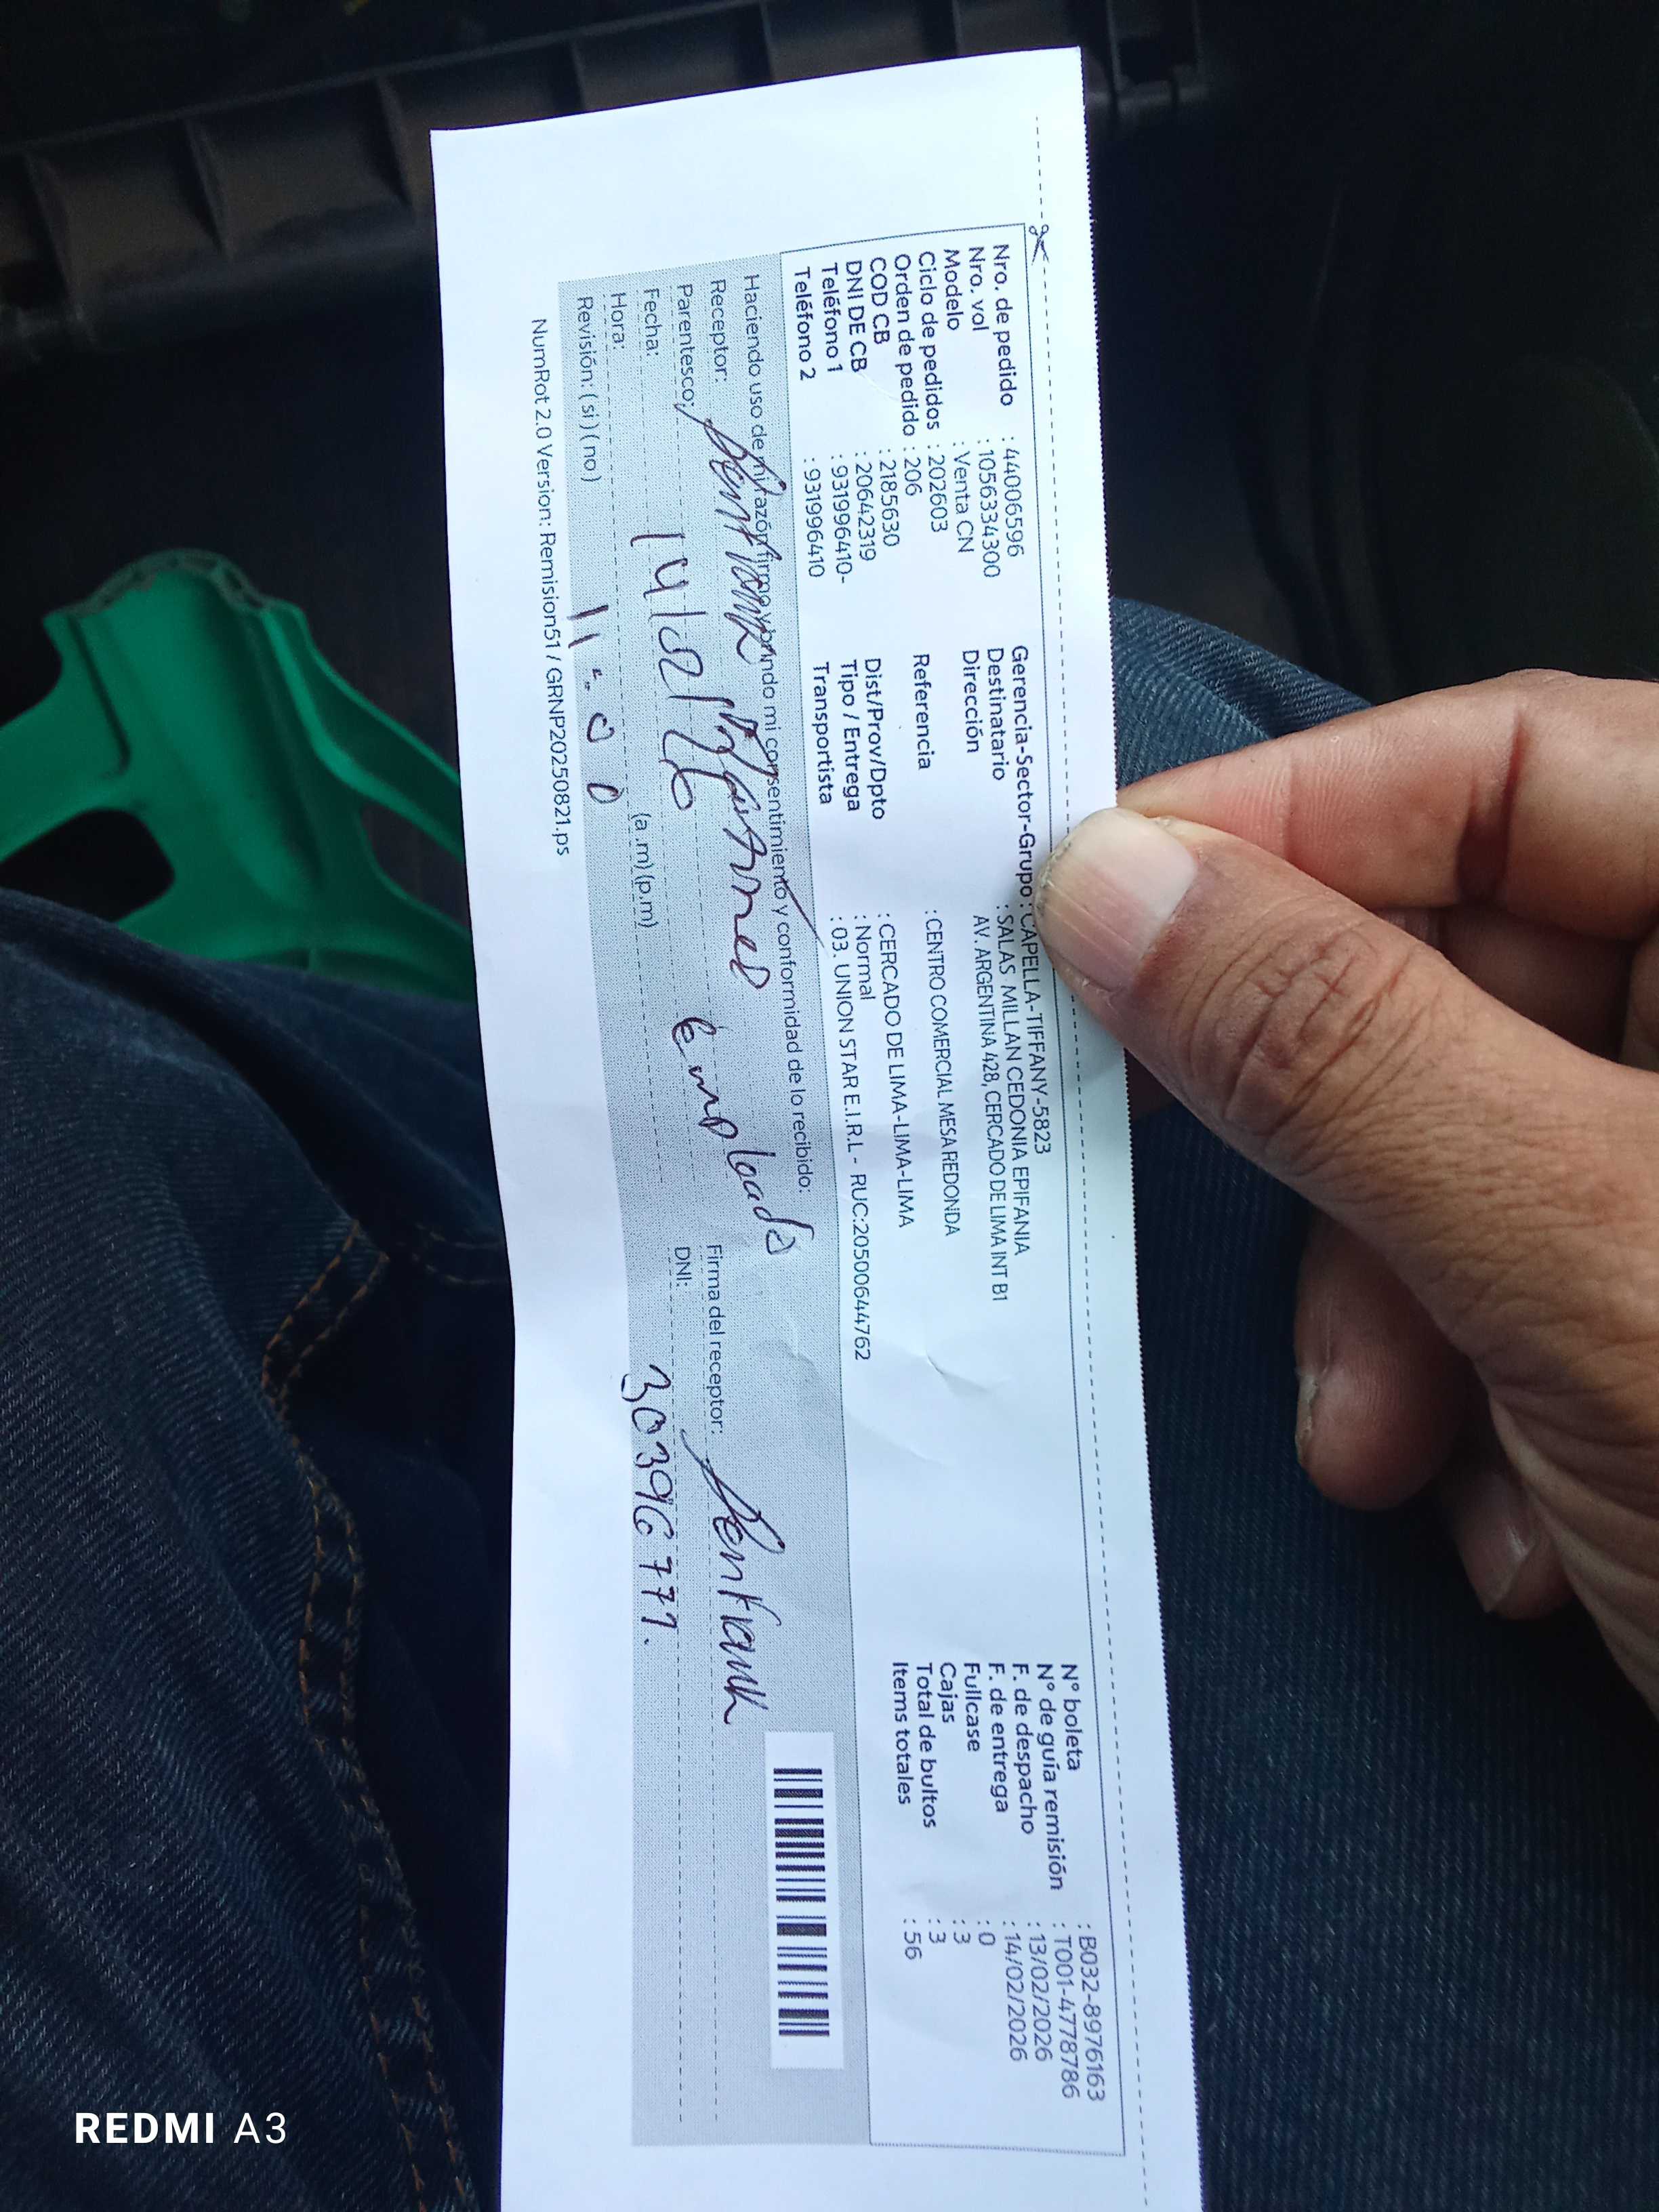 Nro. de pedido : 44006596
Nro. vol : 1056334300
Modelo : Venta CN
Ciclo de pedidos : 202603
Orden de pedido : 206
COD CB : 2185630
DNI DE CB : 20642319
Teléfono 1 : 931996410-
Teléfono 2 : 931996410
Gerencia-Sector-Grupo : CAPELLA-TIFFANY-5823
Destinatario : SALAS MILLAN CEDONIA EPIFANIA
Dirección AV. ARGENTINA 428, CERCADO DE LIMA INT B1
Referencia : CENTRO COMERCIAL MESA REDONDA
Dist/Prov/Dpto : CERCADO DE LIMA-LIMA-LIMA
Tipo / Entrega : Normal
Transportista : 03. UNION STAR E.I.R.L - RUC:20500644762
N° boleta : B032-8976163
N° de guía remisión : T001-4778786
F. de despacho : 13/02/2026
F. de entrega : 14/02/2026
Fullcase : 0
Cajas : 3
Total de bultos : 3
Items totales : 56
Haciendo uso de mi razón firmo y brindo mi consentimiento y conformidad de lo recibido:
Receptor:
Parentesco: empleado
Fecha: 14/02/26
Hora: 11:00 (a .m) (p.m)
Revisión: ( si ) ( no )
Firma del receptor:
DNI: 30396771.
NumRot 2.0 Version: Remision51 / GRNP20250821.ps
REDMI A3